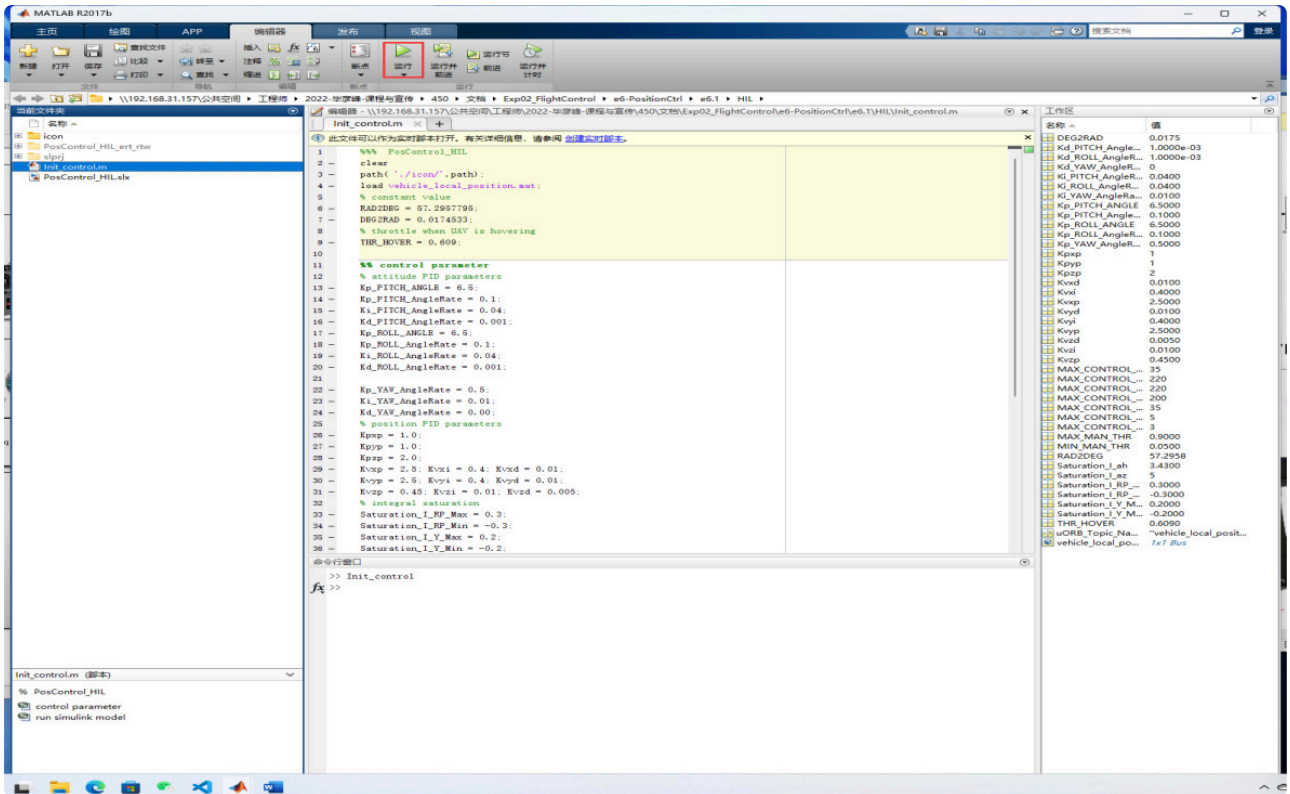 MATLAB R2017b
主页 绘图 APP 编辑器 发布 视图
搜索文档 登录
新建 打开 保存 查找文件 比较 打印 转至 查找 插入 fx 注释 缩进 断点 运行 运行并前进 运行节 前进 运行并计时
文件 导航 编辑 断点 运行
\\192.168.31.157\公共空间 工程师 2022-毕彦峰-课程与宣传 450 文档 Exp02_FlightControl e6-PositionCtrl e6.1 HIL
当前文件夹
名称
icon
PosControl_HIL_ert_rtw
slprj
Init_control.m
PosControl_HIL.slx
Init_control.m (脚本)
% PosControl_HIL
control parameter
run simulink model
编辑器 - \\192.168.31.157\公共空间\工程师\2022-毕彦峰-课程与宣传\450\文档\Exp02_FlightControl\e6-PositionCtrl\e6.1\HIL\Init_control.m
Init_control.m
此文件可以作为实时脚本打开。有关详细信息，请参阅 创建实时脚本。
1 %%% PosControl_HIL
2 - clear
3 - path('./icon/',path);
4 - load vehicle_local_position.mat;
5 % constant value
6 - RAD2DEG = 57.2957795;
7 - DEG2RAD = 0.0174533;
8 % throttle when UAV is hovering
9 - THR_HOVER = 0.609;
10
11 %% control parameter
12 % attitude PID parameters
13 - Kp_PITCH_ANGLE = 6.5;
14 - Kp_PITCH_AngleRate = 0.1;
15 - Ki_PITCH_AngleRate = 0.04;
16 - Kd_PITCH_AngleRate = 0.001;
17 - Kp_ROLL_ANGLE = 6.5;
18 - Kp_ROLL_AngleRate = 0.1;
19 - Ki_ROLL_AngleRate = 0.04;
20 - Kd_ROLL_AngleRate = 0.001;
21
22 - Kp_YAW_AngleRate = 0.5;
23 - Ki_YAW_AngleRate = 0.01;
24 - Kd_YAW_AngleRate = 0.00;
25 % position PID parameters
26 - Kpxp = 1.0;
27 - Kpyp = 1.0;
28 - Kpzp = 2.0;
29 - Kvxp = 2.5; Kvxi = 0.4; Kvxd = 0.01;
30 - Kvyp = 2.5; Kvyi = 0.4; Kvyd = 0.01;
31 - Kvzp = 0.45; Kvzi = 0.01; Kvzd = 0.005;
32 % integral saturation
33 - Saturation_I_RP_Max = 0.3;
34 - Saturation_I_RP_Min = -0.3;
35 - Saturation_I_Y_Max = 0.2;
36 - Saturation_I_Y_Min = -0.2;
命令行窗口
>> Init_control
fx >>
工作区
名称 值
DEG2RAD 0.0175
Kd_PITCH_Angle... 1.0000e-03
Kd_ROLL_AngleR... 1.0000e-03
Kd_YAW_AngleR... 0
Ki_PITCH_AngleR... 0.0400
Ki_ROLL_AngleR... 0.0400
Ki_YAW_AngleRa... 0.0100
Kp_PITCH_ANGLE 6.5000
Kp_PITCH_Angle... 0.1000
Kp_ROLL_ANGLE 6.5000
Kp_ROLL_AngleR... 0.1000
Kp_YAW_AngleR... 0.5000
Kpxp 1
Kpyp 1
Kpzp 2
Kvxd 0.0100
Kvxi 0.4000
Kvxp 2.5000
Kvyd 0.0100
Kvyi 0.4000
Kvyp 2.5000
Kvzd 0.0050
Kvzi 0.0100
Kvzp 0.4500
MAX_CONTROL_... 35
MAX_CONTROL_... 220
MAX_CONTROL_... 220
MAX_CONTROL_... 200
MAX_CONTROL_... 35
MAX_CONTROL_... 5
MAX_CONTROL_... 3
MAX_MAN_THR 0.9000
MIN_MAN_THR 0.0500
RAD2DEG 57.2958
Saturation_I_ah 3.4300
Saturation_I_az 5
Saturation_I_RP_... 0.3000
Saturation_I_RP_... -0.3000
Saturation_I_Y_M... 0.2000
Saturation_I_Y_M... -0.2000
THR_HOVER 0.6090
uORB_Topic_Na... "vehicle_local_posit...
vehicle_local_po... 1x1 Bus